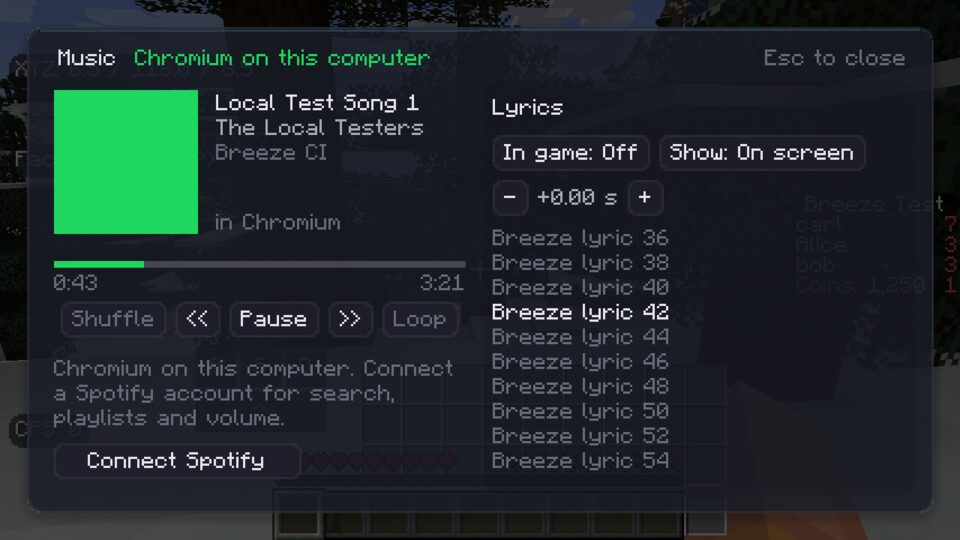 Music Chromium on this computer
Esc to close
Local Test Song 1
The Local Testers
Breeze CI
in Chromium
0:43
3:21
Shuffle
<<
Pause
>>
Loop
Chromium on this computer. Connect
a Spotify account for search,
playlists and volume.
Connect Spotify
Lyrics
In game: Off
Show: On screen
- +0.00 s +
Breeze lyric 36
Breeze lyric 38
Breeze lyric 40
Breeze lyric 42
Breeze lyric 44
Breeze lyric 46
Breeze lyric 48
Breeze lyric 50
Breeze lyric 52
Breeze lyric 54
Breeze Test
carl 7
Alice 3
bob 3
Coins: 1,250 1